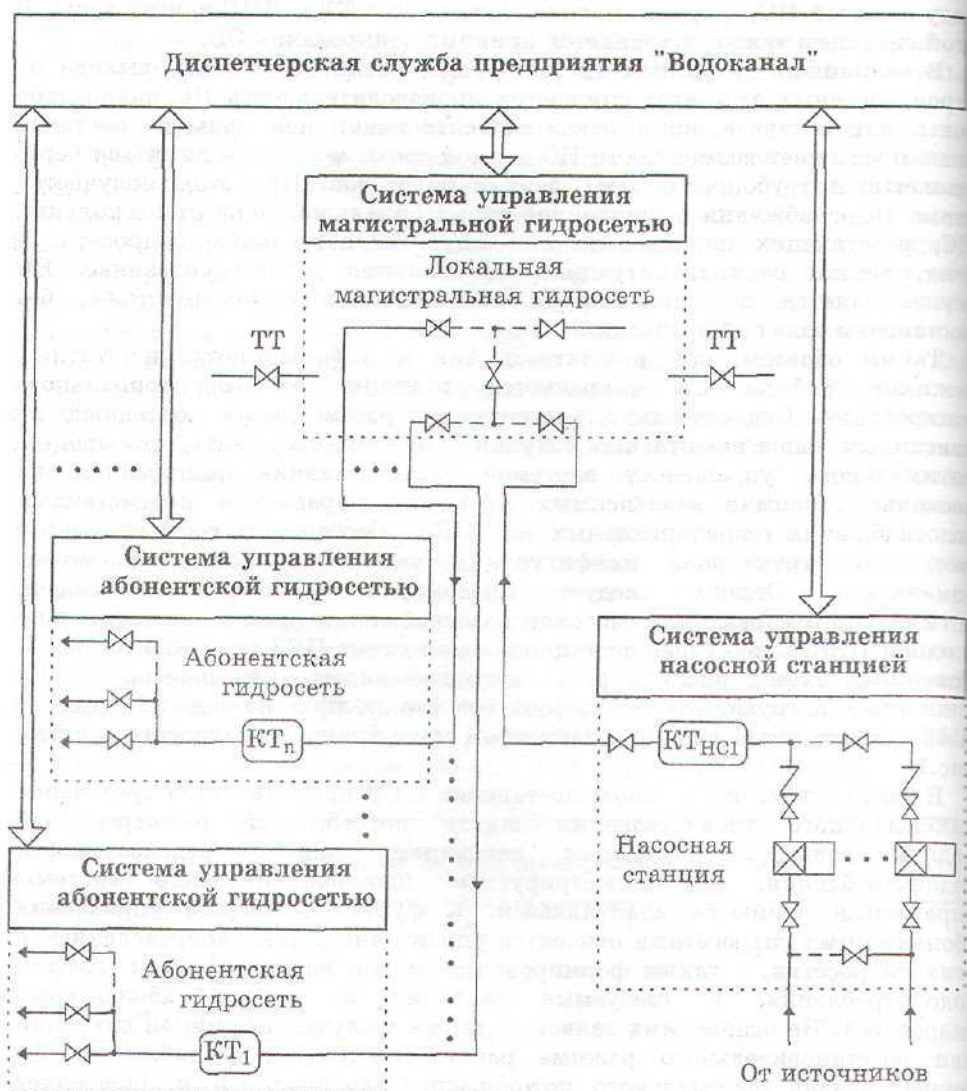 Диспетчерская служба предприятия Водоканал
Система управления
магистральной гидросетью
Локальная
магистральная гидросеть
ТТ
ТТ
Система управления
абонентской гидросетью
Абонентская
гидросеть
КТn
Система управления
насосной станцией
КТНС1
Насосная
станция
Система управления
абонентской гидросетью
Абонентская
гидросеть
КТ1
От источников